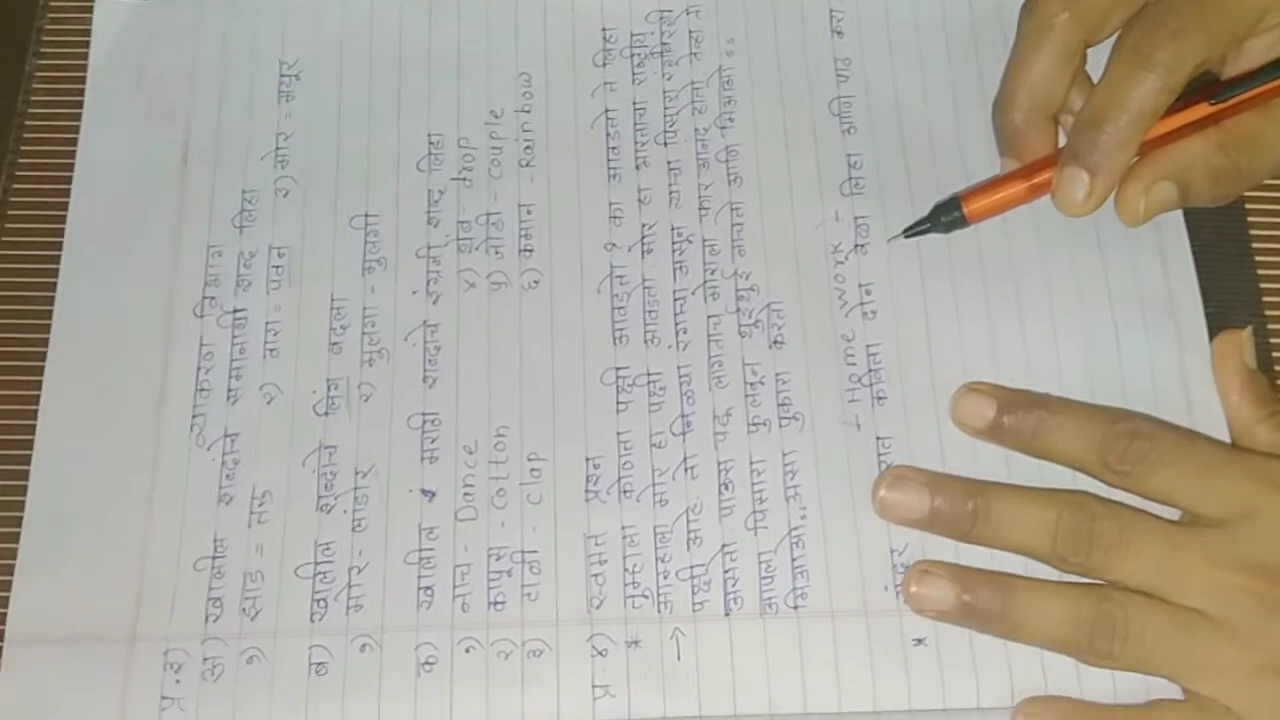 प्र.३) व्याकरण विभाग
अ) खालील शब्दांचे समानार्थी शब्द लिहा
१) झाड = तरु २) वारा = पवन ३) मोर = मयूर
ब) खालील शब्दांचे लिंग बदला
१) मोर - लांडोर २) मुलगा - मुलगी
क) खालील मराठी शब्दांचे इंग्रजी शब्द लिहा
१) नाच - Dance ४) थेंब - drop
२) कापूस - cotton ५) जोडी - couple
३) टाळी - clap ६) कमान - Rainbow
प्र.४) स्वमत प्रश्न
* तुम्हाला कोणता पक्षी आवडतो ? का आवडतो ते लिहा
→ आम्हाला मोर हा पक्षी आवडतो मोर हा भारताचा राष्ट्रीय
पक्षी आहे. तो निळ्या रंगाचा असून त्याचा पिसारा रंगबिरंगी
असतो पाऊस पडू लागताच मोराला फार आनंद होतो तेव्हा तो
आपला पिसारा फुलवून थुईथुई नाचतो आणि मिआओ..
मिआओ.. असा पुकारा करतो
- Home work -
* सुंदर कविता दोन वेळा लिहा आणि पाठ करा